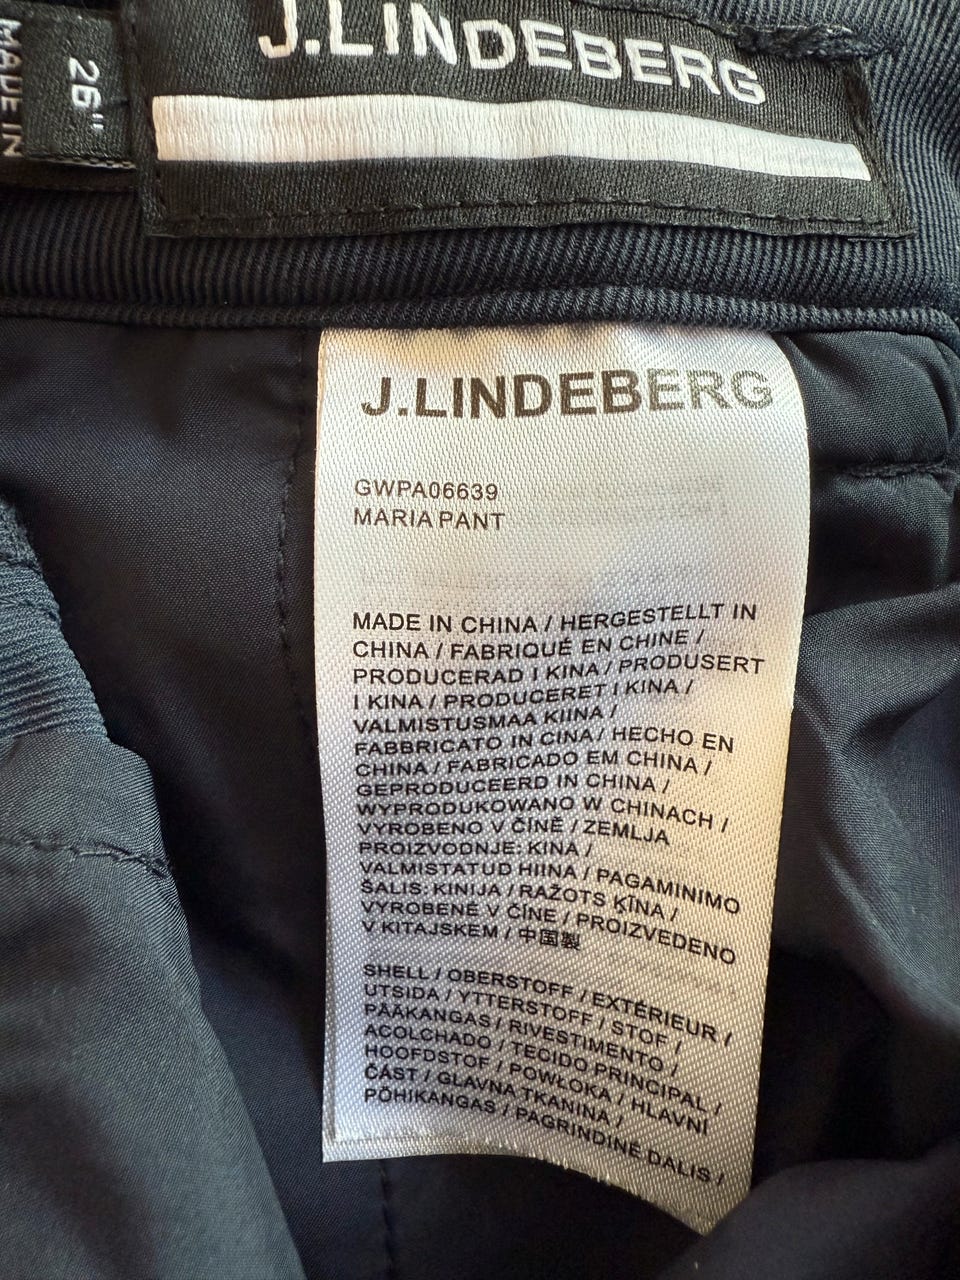 J.LINDEBERG
26"
MADE IN
J.LINDEBERG
GWPA06639
MARIA PANT
MADE IN CHINA / HERGESTELLT IN
CHINA / FABRIQUÉ EN CHINE /
PRODUCERAD I KINA / PRODUSERT
I KINA / PRODUCERET I KINA /
VALMISTUSMAA KIINA /
FABBRICATO IN CINA / HECHO EN
CHINA / FABRICADO EM CHINA /
GEPRODUCEERD IN CHINA /
WYPRODUKOWANO W CHINACH /
VYROBENO V ČÍNĚ / ZEMLJA
PROIZVODNJE: KINA /
VALMISTATUD HIINA / PAGAMINIMO
ŠALIS: KINIJA / RAŽOTS ĶĪNA /
VYROBENÉ V ČÍNE / PROIZVEDENO
V KITAJSKEM / 中国製
SHELL / OBERSTOFF / EXTÉRIEUR /
UTSIDA / YTTERSTOFF / STOF /
PÄÄKANGAS / RIVESTIMENTO /
ACOLCHADO / TECIDO PRINCIPAL /
HOOFDSTOF / POWŁOKA / HLAVNÍ
ČÁST / GLAVNA TKANINA /
PÕHIKANGAS / PAGRINDINĖ DALIS /